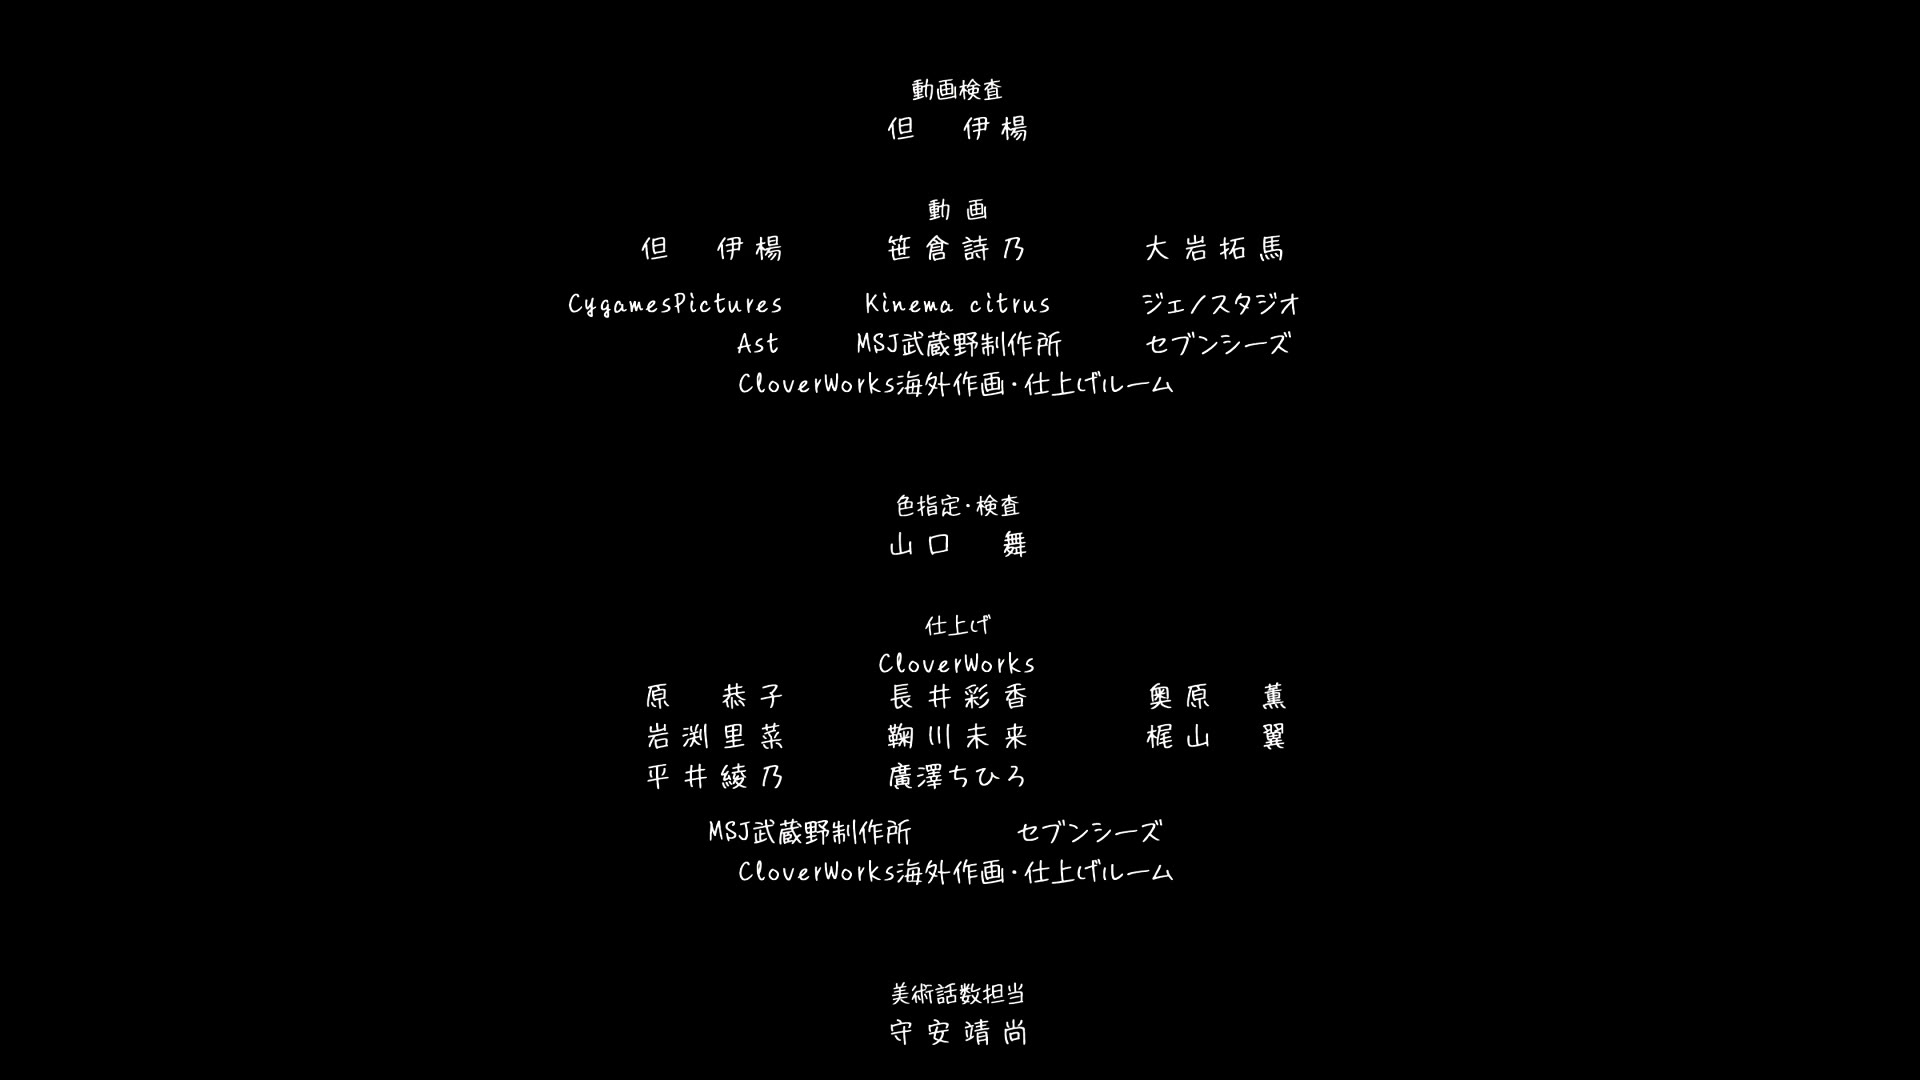 動画検査
但　伊楊
動画
但　伊楊　笹倉詩乃　大岩拓馬
CygamesPictures　Kinema citrus　ジェノスタジオ
Ast　MSJ武蔵野制作所　セブンシーズ
CloverWorks海外作画・仕上げルーム
色指定・検査
山口　舞
仕上げ
CloverWorks
原　恭子　長井彩香　奥原　薫
岩渕里菜　鞠川未来　梶山　翼
平井綾乃　廣澤ちひろ
MSJ武蔵野制作所　セブンシーズ
CloverWorks海外作画・仕上げルーム
美術話数担当
守安靖尚